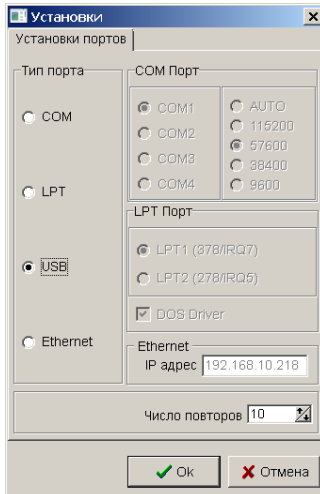 Установки
Установки портов
Тип порта
COM
LPT
USB
Ethernet
COM Порт
COM1
COM2
COM3
COM4
AUTO
115200
57600
38400
9600
LPT Порт
LPT1 (378/IRQ7)
LPT2 (278/IRQ5)
DOS Driver
Ethernet
IP адрес 192.168.10.218
Число повторов 10
Ok
Отмена